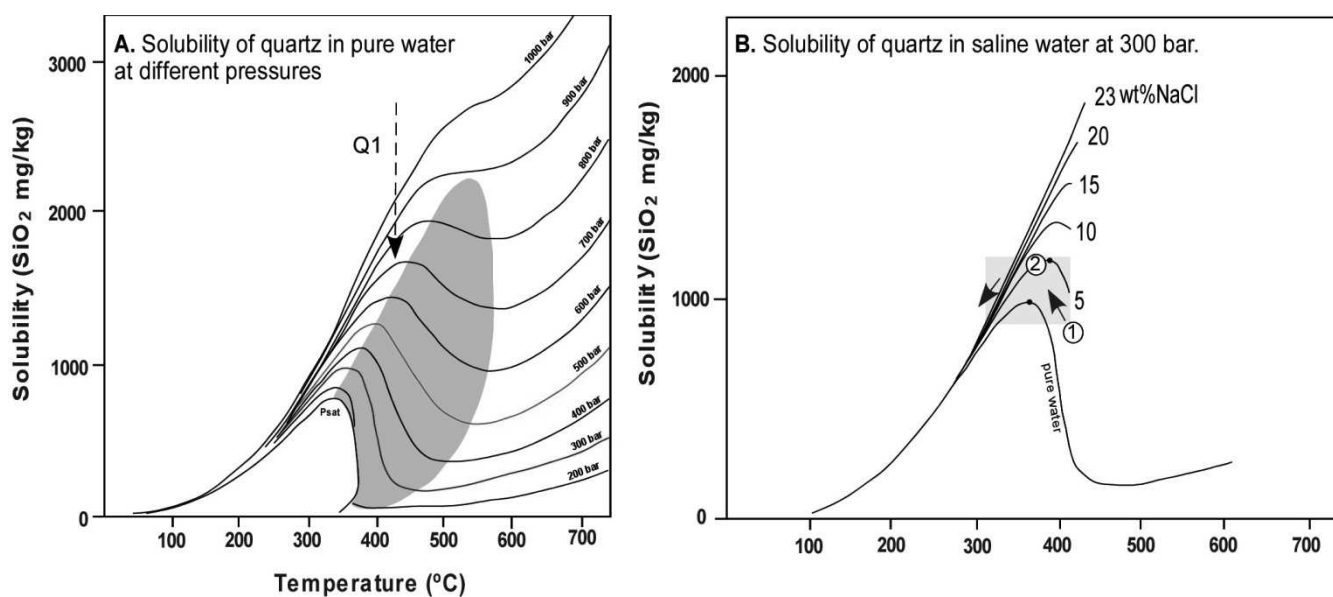 A. Solubility of quartz in pure water
at different pressures
Solubility (SiO₂ mg/kg)
3000
2000
1000
0
Q1
Psat
1000 bar
900 bar
800 bar
700 bar
600 bar
500 bar
400 bar
300 bar
200 bar
100 200 300 400 500 600 700
Temperature (ºC)
B. Solubility of quartz in saline water at 300 bar.
Solubility (SiO₂ mg/kg)
2000
1000
0
23 wt%NaCl
20
15
10
5
2
1
pure water
100 200 300 400 500 600 700